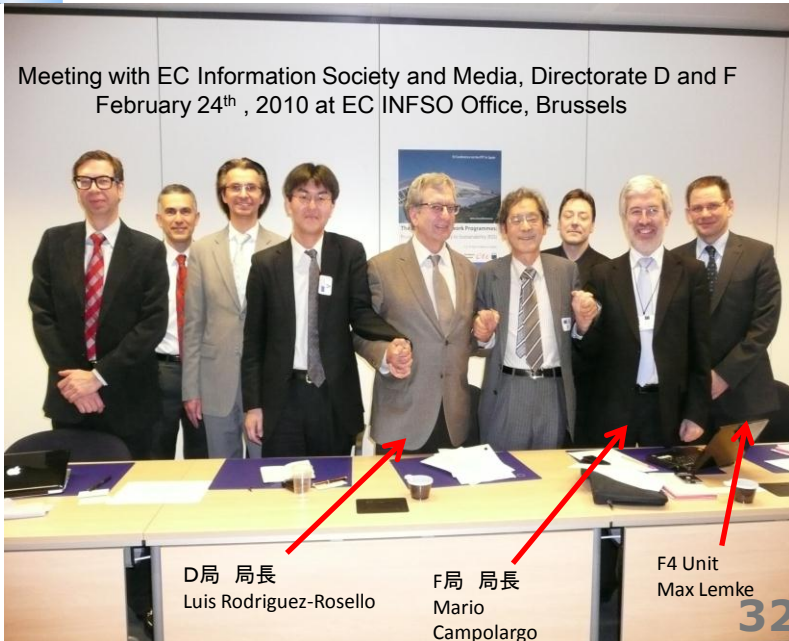 Meeting with EC Information Society and Media, Directorate D and F
February 24th , 2010 at EC INFSO Office, Brussels
D局 局長
Luis Rodriguez-Rosello
F局 局長
Mario
Campolargo
F4 Unit
Max Lemke
32